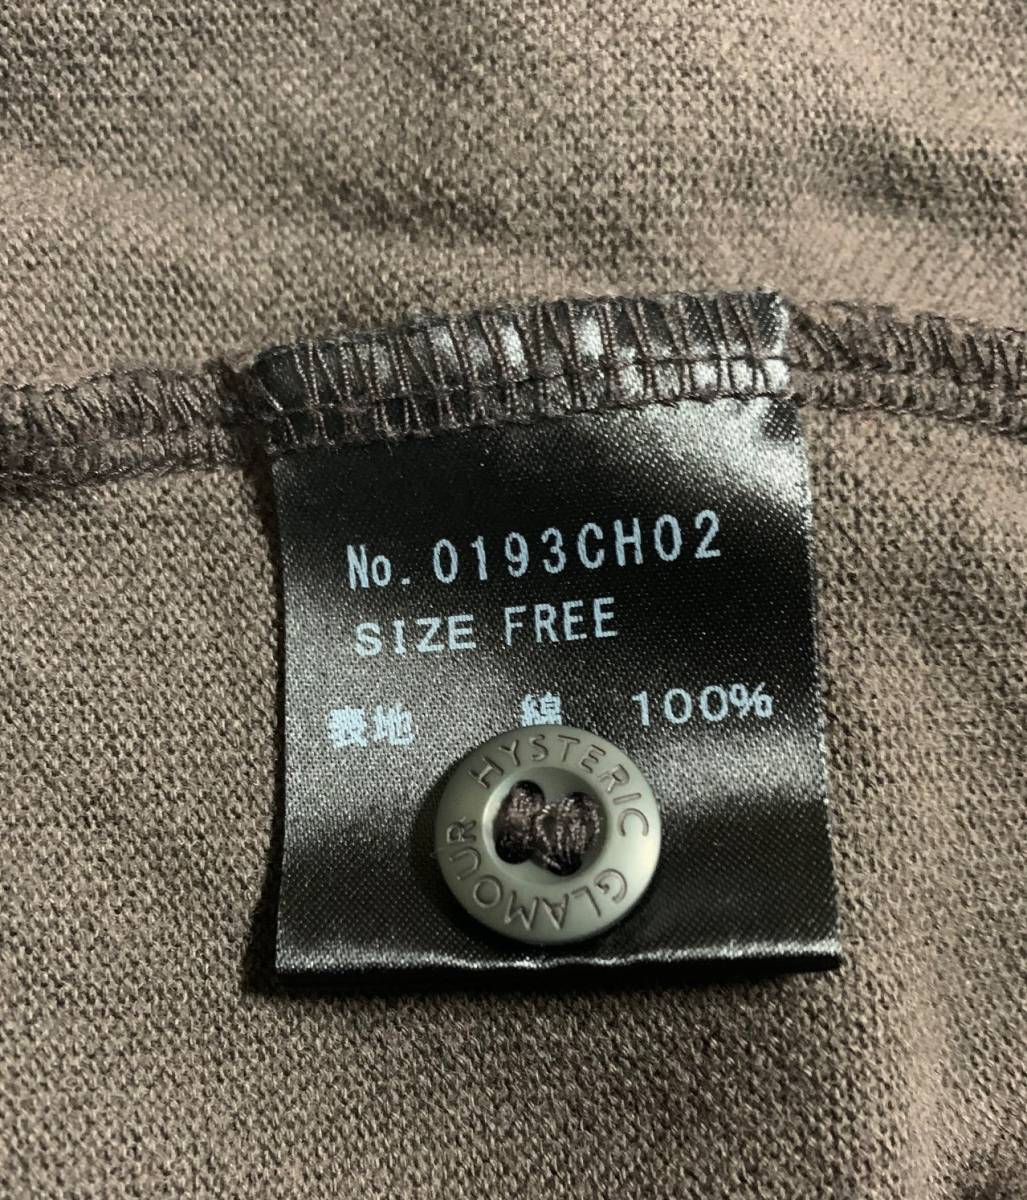 No. 0193CH02
SIZE FREE
表地 綿 100%
HYSTERIC GLAMOUR